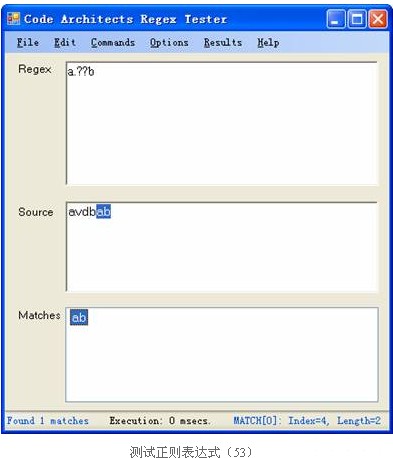 Code Architects Regex Tester
File Edit Commands Options Results Help
Regex
a.??b
Source
avdbab
Matches
ab
Found 1 matches Execution: 0 msecs. MATCH[0]: Index=4, Length=2
测试正则表达式（53）